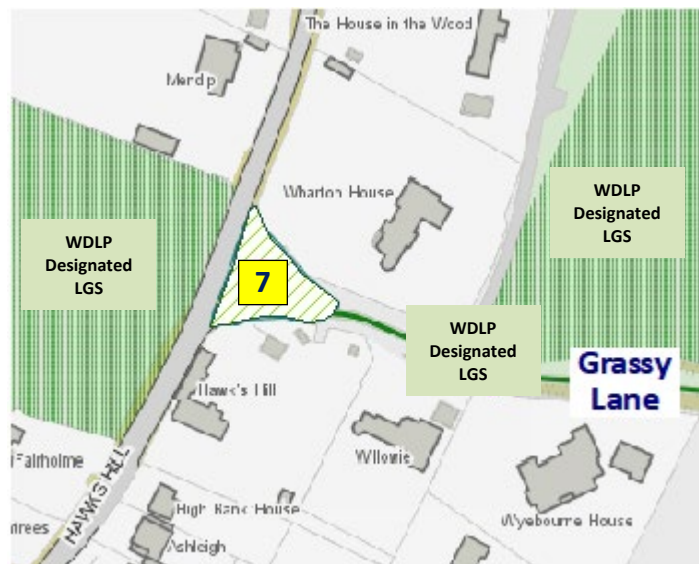 The House in the Wood
Mendip
Wharton House
WDLP
Designated
LGS
WDLP
Designated
LGS
7
WDLP
Designated
LGS
Grassy
Lane
Hawk's Hill
Willows
Fairholme
HAWKS HILL
High Bank House
Wyebourne House
Ashleigh